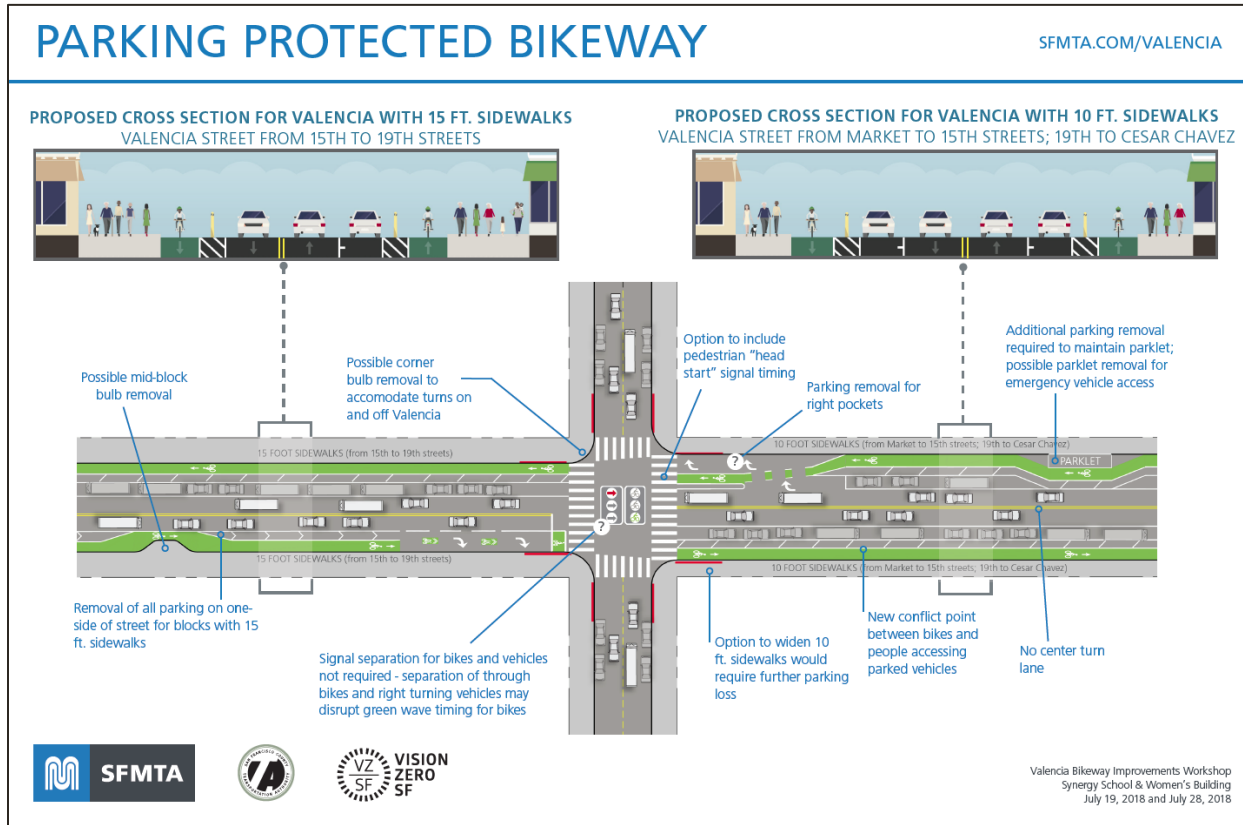 PARKING PROTECTED BIKEWAY
SFMTA.COM/VALENCIA
PROPOSED CROSS SECTION FOR VALENCIA WITH 15 FT. SIDEWALKS
VALENCIA STREET FROM 15TH TO 19TH STREETS
PROPOSED CROSS SECTION FOR VALENCIA WITH 10 FT. SIDEWALKS
VALENCIA STREET FROM MARKET TO 15TH STREETS; 19TH TO CESAR CHAVEZ
Possible mid-block
bulb removal
Possible corner
bulb removal to
accomodate turns on
and off Valencia
Option to include
pedestrian "head
start" signal timing
Parking removal for
right pockets
Additional parking removal
required to maintain parklet;
possible parklet removal for
emergency vehicle access
15 FOOT SIDEWALKS (from 15th to 19th streets)
10 FOOT SIDEWALKS (from Market to 15th streets; 19th to Cesar Chavez)
?
PARKLET
?
15 FOOT SIDEWALKS (from 15th to 19th streets)
10 FOOT SIDEWALKS (from Market to 15th streets; 19th to Cesar Chavez)
Removal of all parking on one-
side of street for blocks with 15
ft. sidewalks
Signal separation for bikes and vehicles
not required - separation of through
bikes and right turning vehicles may
disrupt green wave timing for bikes
Option to widen 10
ft. sidewalks would
require further parking
loss
New conflict point
between bikes and
people accessing
parked vehicles
No center turn
lane
SFMTA
SAN FRANCISCO COUNTY
TRANSPORTATION AUTHORITY
VZ
SF
VISION
ZERO
SF
Valencia Bikeway Improvements Workshop
Synergy School & Women's Building
July 19, 2018 and July 28, 2018